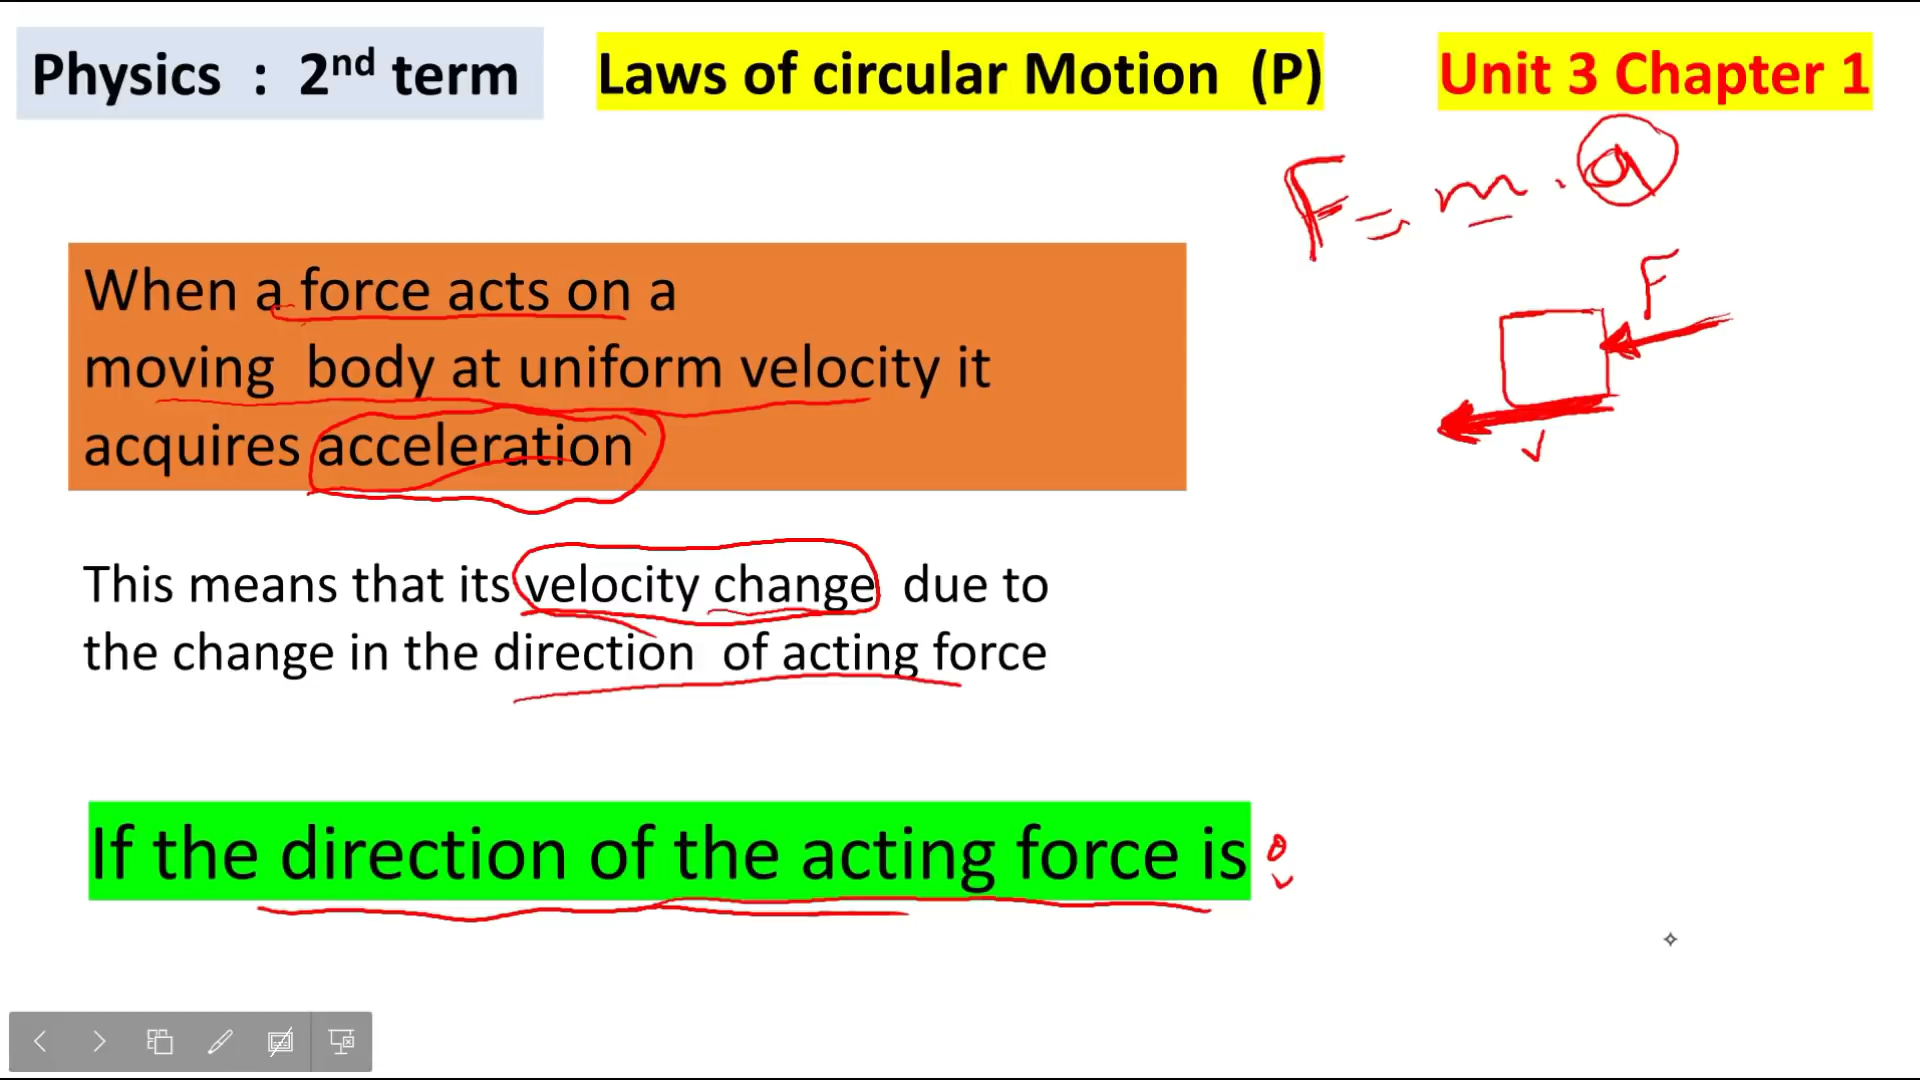 Physics : 2nd term
Laws of circular Motion (P)
Unit 3 Chapter 1
F = m . a
When a force acts on a
moving body at uniform velocity it
acquires acceleration
F
v
This means that its velocity change due to
the change in the direction of acting force
If the direction of the acting force is